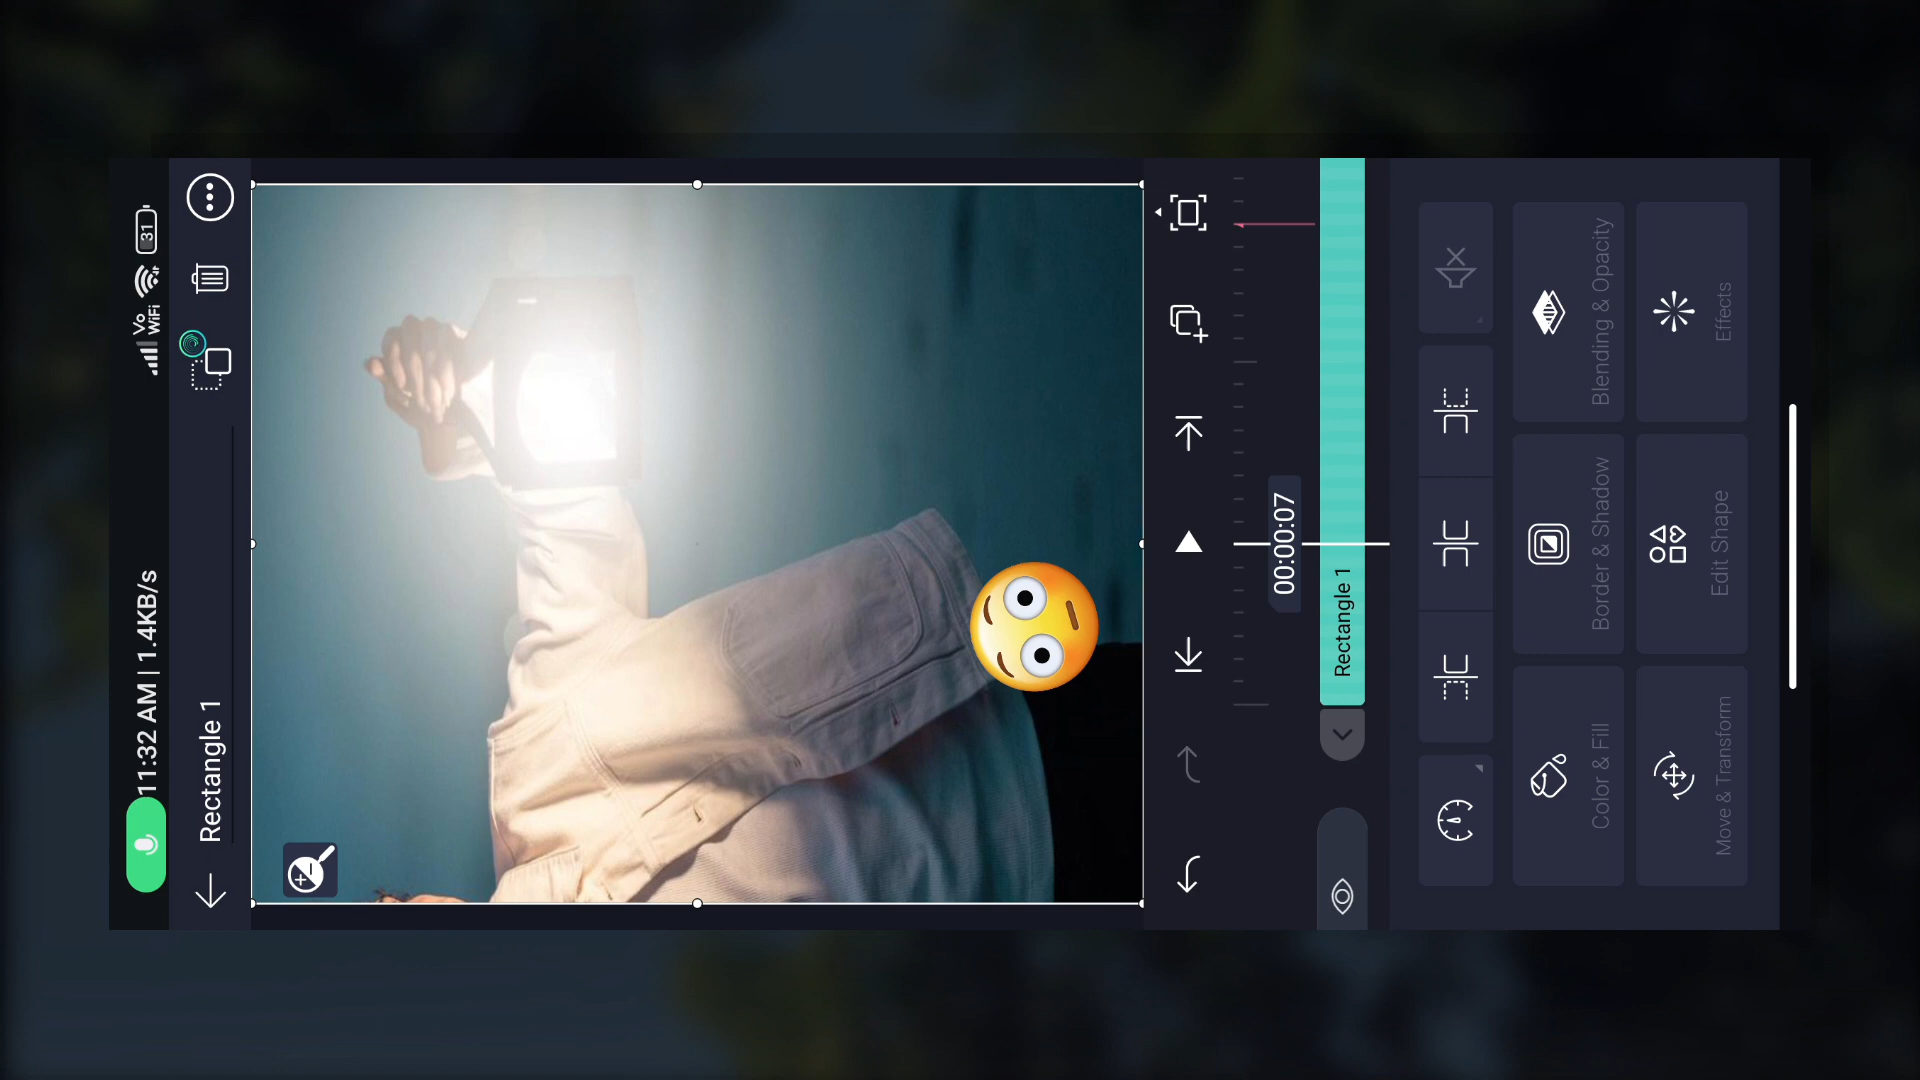 11:32 AM | 1.4KB/s
Vo
WiFi
31
Rectangle 1
00:00:07
Rectangle 1
Color & Fill
Border & Shadow
Blending & Opacity
Move & Transform
Edit Shape
Effects